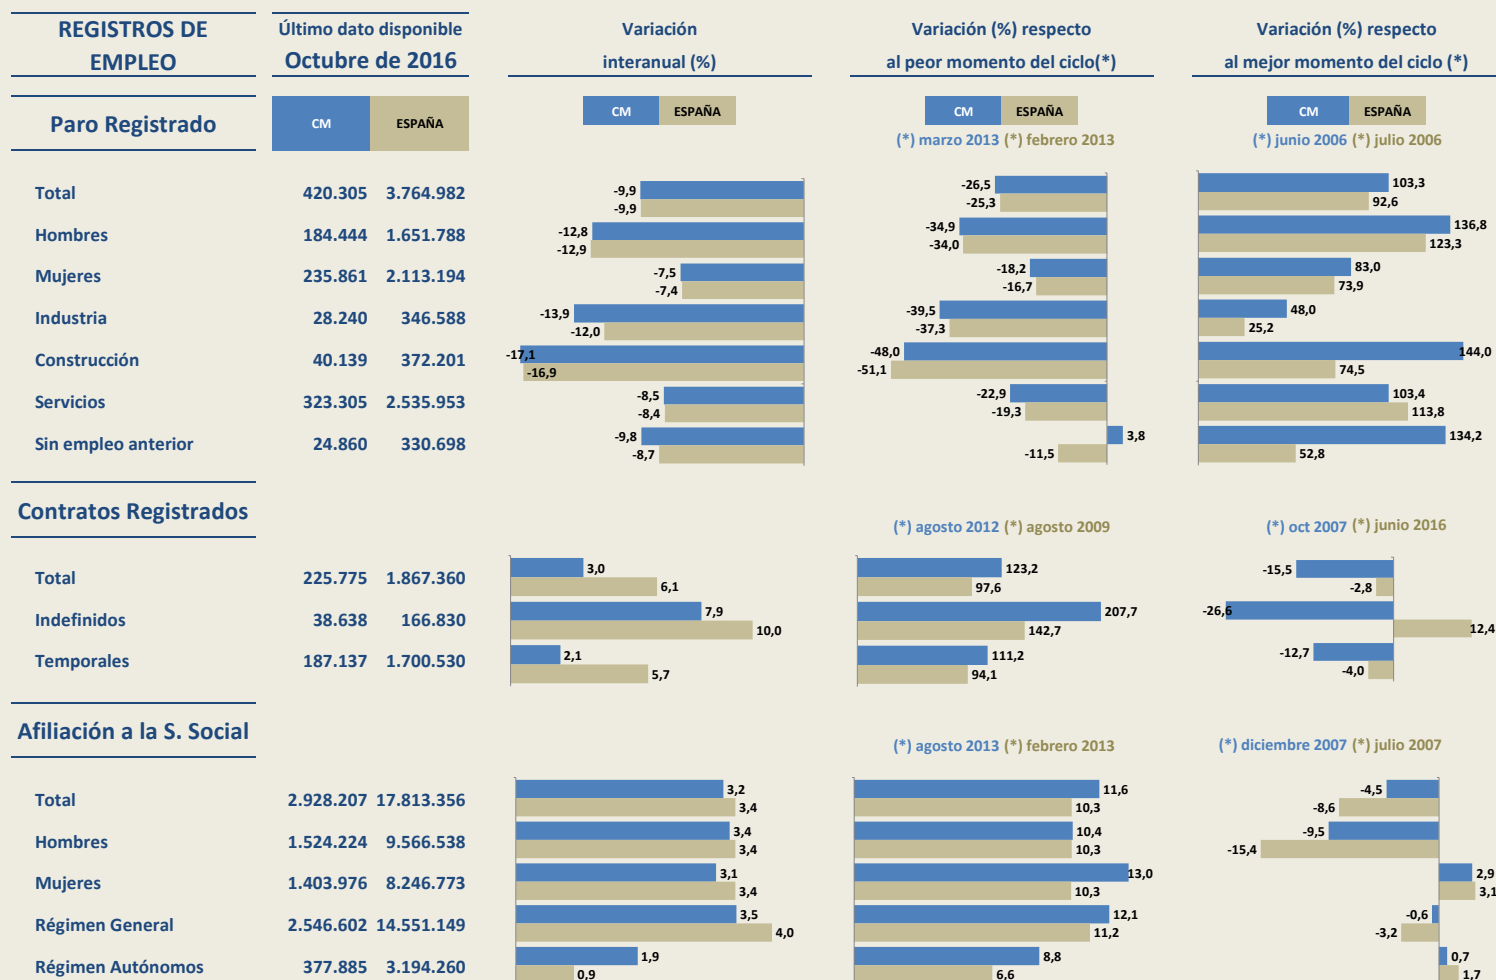 REGISTROS DE
EMPLEO
Último dato disponible
Octubre de 2016
Variación
interanual (%)
Variación (%) respecto
al peor momento del ciclo(*)
Variación (%) respecto
al mejor momento del ciclo (*)
Paro Registrado
CM ESPAÑA
CM ESPAÑA
CM ESPAÑA
(*) marzo 2013 (*) febrero 2013
CM ESPAÑA
(*) junio 2006 (*) julio 2006
Total 420.305 3.764.982 -9,9 -26,5 103,3
-9,9 -25,3 92,6
Hombres 184.444 1.651.788 -12,8 -34,9 136,8
-12,9 -34,0 123,3
Mujeres 235.861 2.113.194 -7,5 -18,2 83,0
-7,4 -16,7 73,9
Industria 28.240 346.588 -13,9 -39,5 48,0
-12,0 -37,3 25,2
Construcción 40.139 372.201 -17,1 -48,0 144,0
-16,9 -51,1 74,5
Servicios 323.305 2.535.953 -8,5 -22,9 103,4
-8,4 -19,3 113,8
Sin empleo anterior 24.860 330.698 -9,8 3,8 134,2
-8,7 -11,5 52,8
Contratos Registrados
(*) agosto 2012 (*) agosto 2009
(*) oct 2007 (*) junio 2016
Total 225.775 1.867.360 3,0 123,2 -15,5
6,1 97,6 -2,8
Indefinidos 38.638 166.830 7,9 207,7 -26,6
10,0 142,7 12,4
Temporales 187.137 1.700.530 2,1 111,2 -12,7
5,7 94,1 -4,0
Afiliación a la S. Social
(*) agosto 2013 (*) febrero 2013
(*) diciembre 2007 (*) julio 2007
Total 2.928.207 17.813.356 3,2 11,6 -4,5
3,4 10,3 -8,6
Hombres 1.524.224 9.566.538 3,4 10,4 -9,5
3,4 10,3 -15,4
Mujeres 1.403.976 8.246.773 3,1 13,0 2,9
3,4 10,3 3,1
Régimen General 2.546.602 14.551.149 3,5 12,1 -0,6
4,0 11,2 -3,2
Régimen Autónomos 377.885 3.194.260 1,9 8,8 0,7
0,9 6,6 1,7